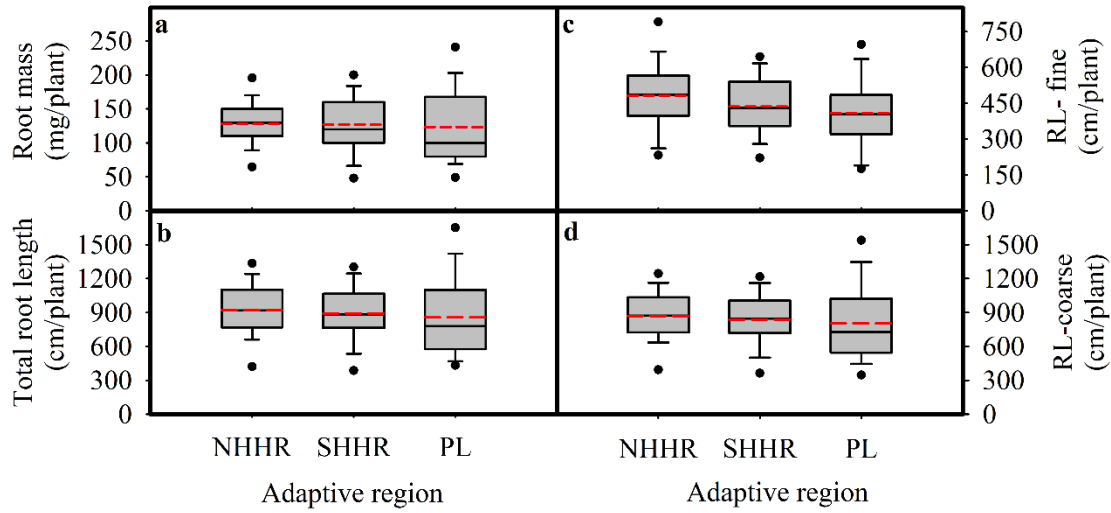 a
Root mass
(mg/plant)
250
200
150
100
50
0
c
RL- fine
(cm/plant)
750
600
450
300
150
0
b
Total root length
(cm/plant)
1500
1200
900
600
300
0
d
RL-coarse
(cm/plant)
1500
1200
900
600
300
0
NHHR SHHR PL
Adaptive region
NHHR SHHR PL
Adaptive region